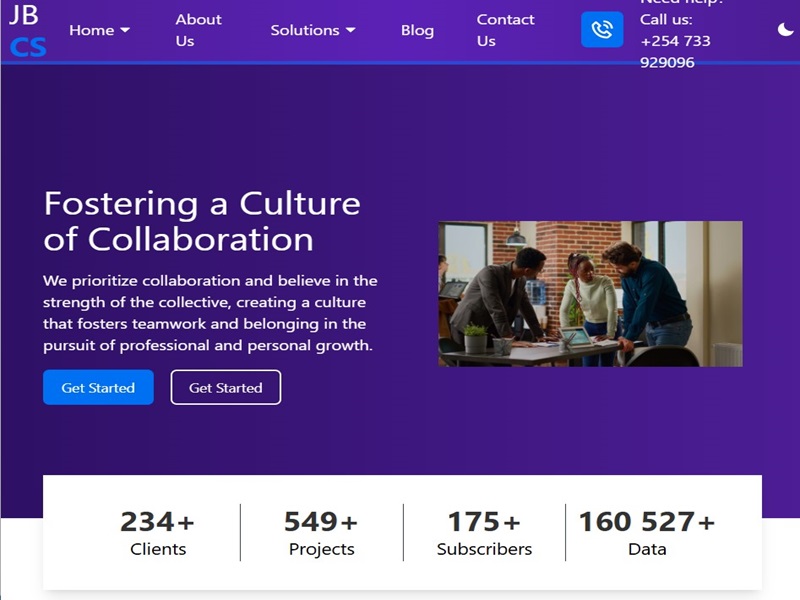 JB
CS
Home
About
Us
Solutions
Blog
Contact
Us
Need help?
Call us:
+254 733
929096
Fostering a Culture
of Collaboration
We prioritize collaboration and believe in the
strength of the collective, creating a culture
that fosters teamwork and belonging in the
pursuit of professional and personal growth.
Get Started
Get Started
234+
Clients
549+
Projects
175+
Subscribers
160 527+
Data